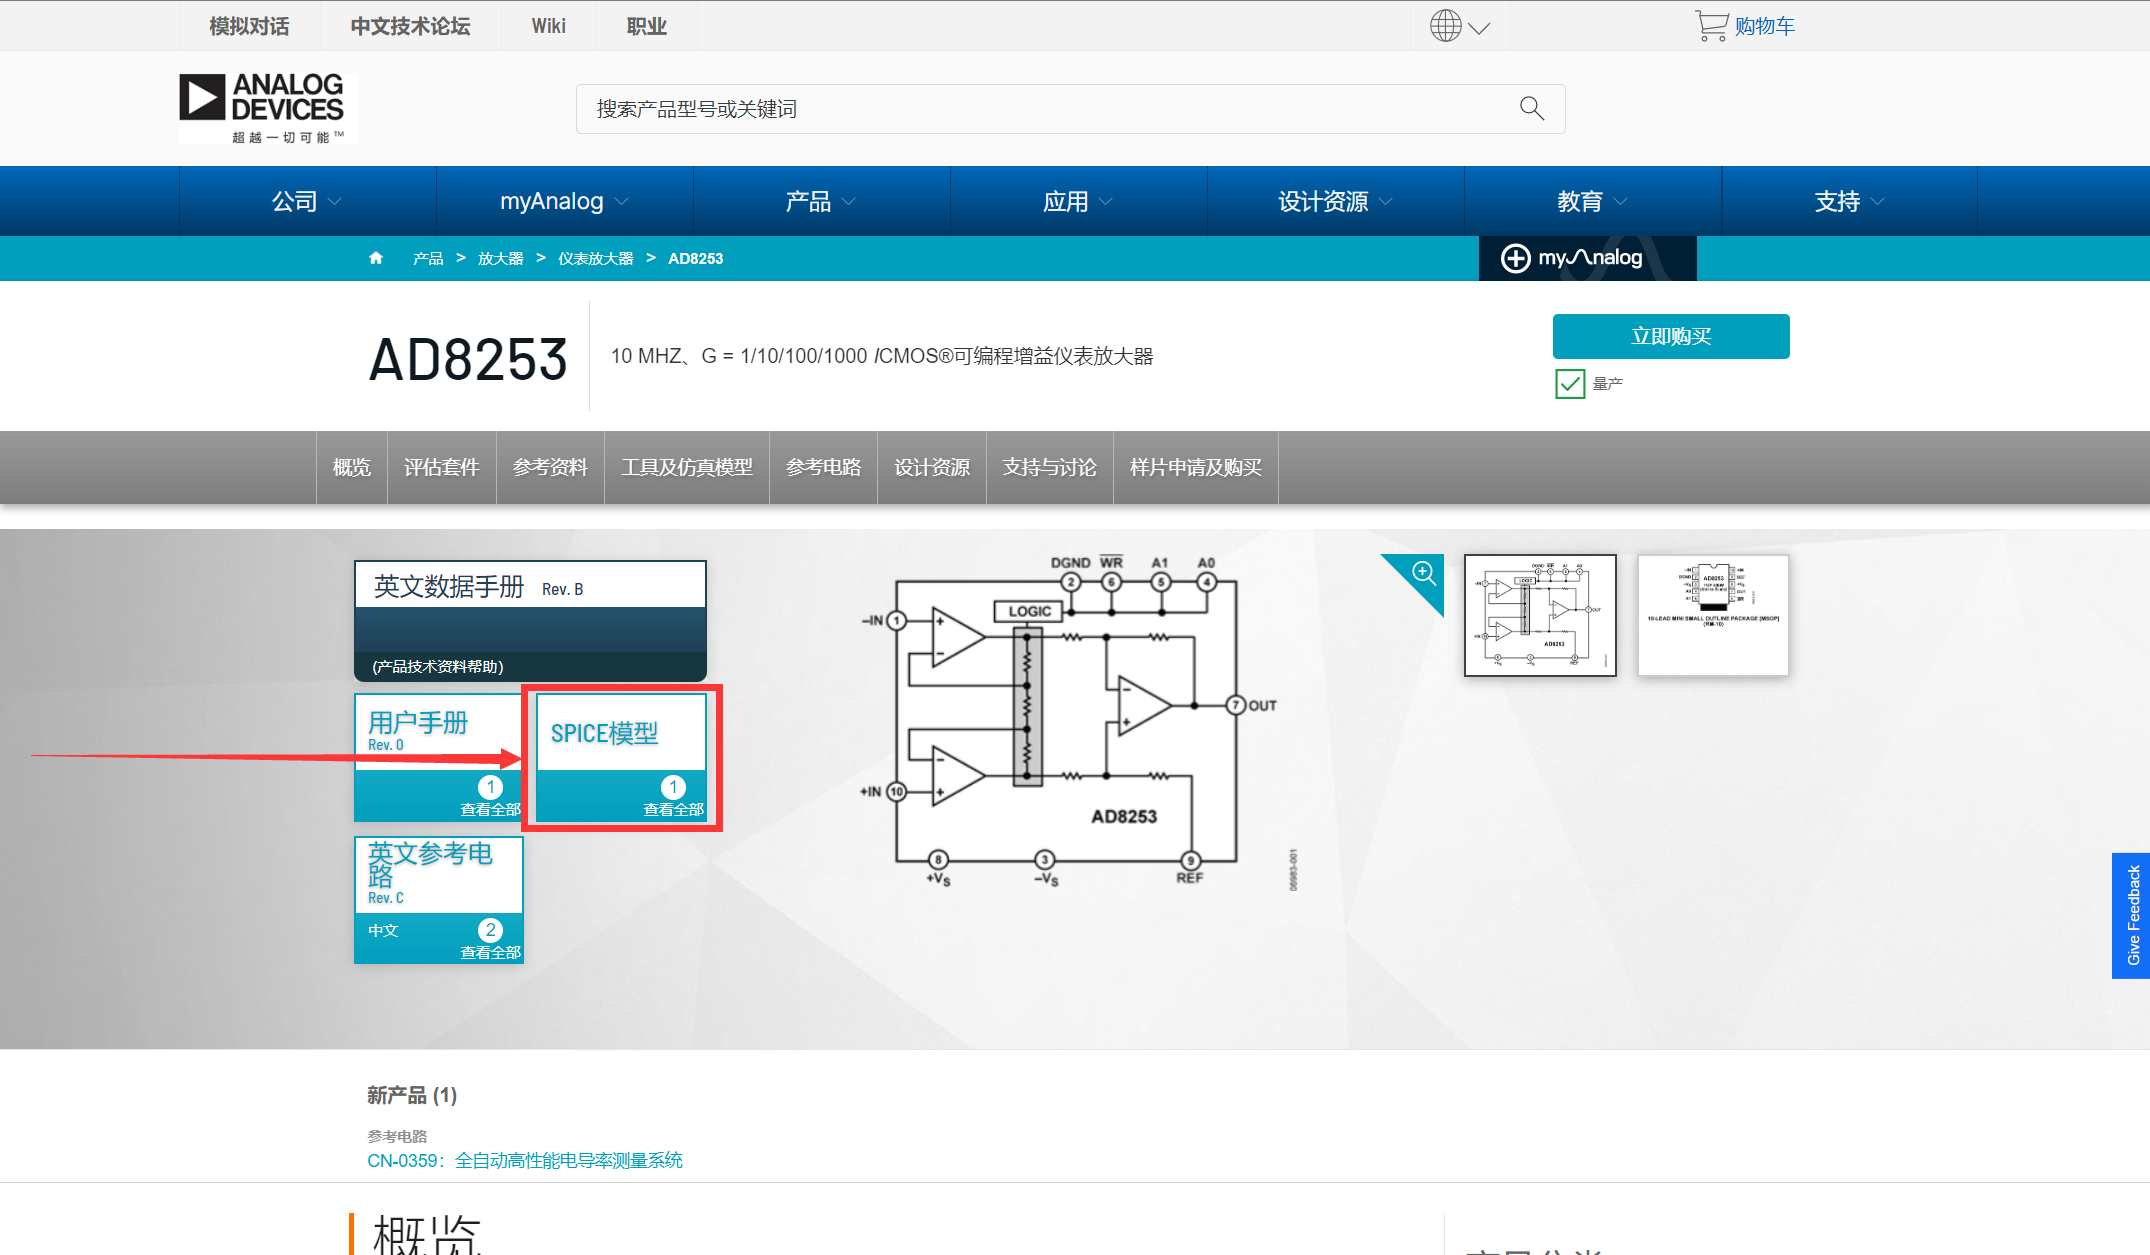 模拟对话
中文技术论坛
Wiki
职业
购物车
ANALOG
DEVICES
超越一切可能™
搜索产品型号或关键词
公司
myAnalog
产品
应用
设计资源
教育
支持
产品 > 放大器 > 仪表放大器 > AD8253
myAnalog
AD8253
10 MHZ、G = 1/10/100/1000 iCMOS®可编程增益仪表放大器
立即购买
量产
概览
评估套件
参考资料
工具及仿真模型
参考电路
设计资源
支持与讨论
样片申请及购买
英文数据手册 Rev. B
(产品技术资料帮助)
用户手册
Rev. 0
1
查看全部
SPICE模型
1
查看全部
英文参考电
路
Rev. C
中文
2
查看全部
DGND WR A1 A0
2 6 5 4
LOGIC
–IN 1
+
–
–
+
7 OUT
–
+
+IN 10
AD8253
8 3 9
+VS –VS REF
06983-001
AD8253
AD8253
TOP VIEW
10-LEAD MINI SMALL OUTLINE PACKAGE [MSOP]
(RM-10)
Give Feedback
新产品 (1)
参考电路
CN-0359：全自动高性能电导率测量系统
概览